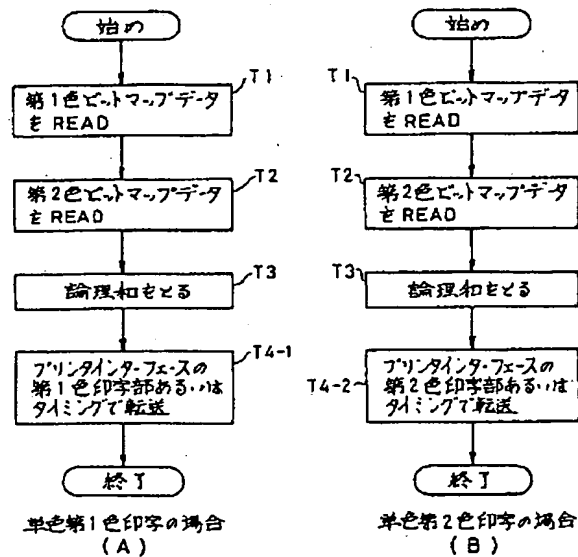 始め
T1
第1色ビットマップデータ
をREAD
T2
第2色ビットマップデータ
をREAD
T3
論理和をとる
T4-1
プリンタインターフェースの
第1色印字部あるいは
タイミングで転送
終了
単色第1色印字の場合
(A)
始め
T1
第1色ビットマップデータ
をREAD
T2
第2色ビットマップデータ
をREAD
T3
論理和をとる
T4-2
プリンタインターフェースの
第2色印字部あるいは
タイミングで転送
終了
単色第2色印字の場合
(B)